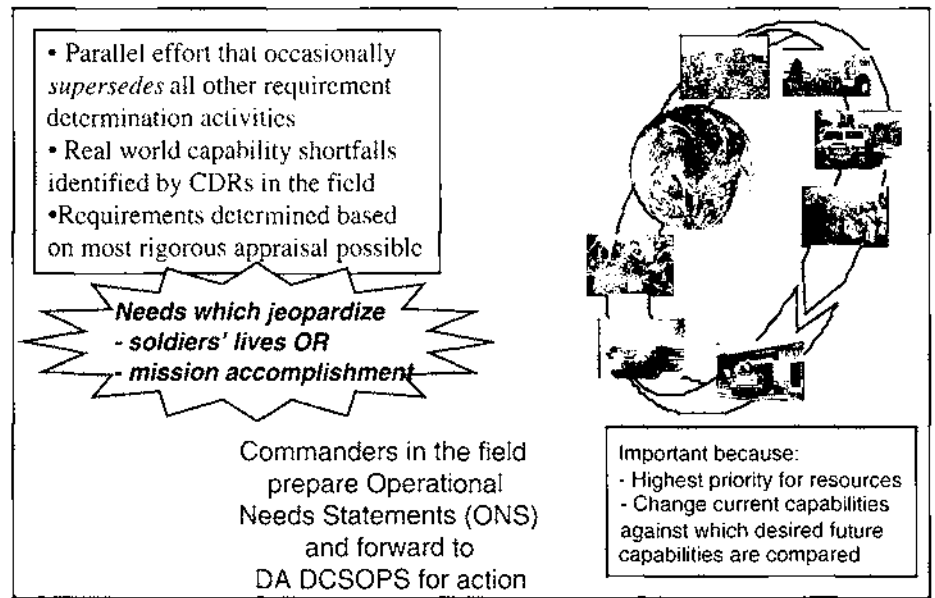 • Parallel effort that occasionally
supersedes all other requirement
determination activities
• Real world capability shortfalls
identified by CDRs in the field
•Requirements determined based
on most rigorous appraisal possible
Needs which jeopardize
- soldiers' lives OR
- mission accomplishment
Commanders in the field
prepare Operational
Needs Statements (ONS)
and forward to
DA DCSOPS for action
Important because:
- Highest priority for resources
- Change current capabilities
against which desired future
capabilities are compared